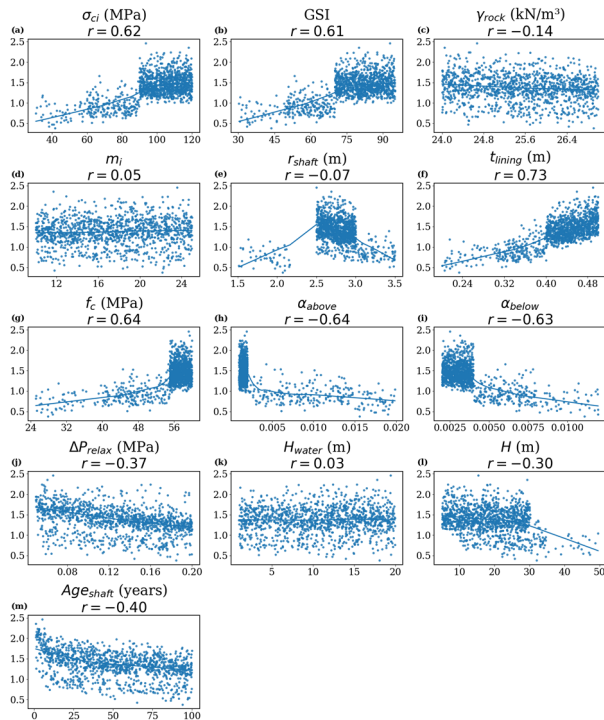 σci (MPa)
r = 0.62
(a)
2.5
2.0
1.5
1.0
0.5
40 60 80 100 120
GSI
r = 0.61
(b)
2.5
2.0
1.5
1.0
0.5
30 45 60 75 90
γrock (kN/m³)
r = −0.14
(c)
2.5
2.0
1.5
1.0
0.5
24.0 24.8 25.6 26.4
mi
r = 0.05
(d)
2.5
2.0
1.5
1.0
0.5
12 16 20 24
rshaft (m)
r = −0.07
(e)
2.5
2.0
1.5
1.0
0.5
1.5 2.0 2.5 3.0 3.5
tlining (m)
r = 0.73
(f)
2.5
2.0
1.5
1.0
0.5
0.24 0.32 0.40 0.48
fc (MPa)
r = 0.64
(g)
2.5
2.0
1.5
1.0
0.5
24 32 40 48 56
αabove
r = −0.64
(h)
2.5
2.0
1.5
1.0
0.5
0.005 0.010 0.015 0.020
αbelow
r = −0.63
(i)
2.5
2.0
1.5
1.0
0.5
0.0025 0.0050 0.0075 0.0100
ΔPrelax (MPa)
r = −0.37
(j)
2.5
2.0
1.5
1.0
0.5
0.08 0.12 0.16 0.20
Hwater (m)
r = 0.03
(k)
2.5
2.0
1.5
1.0
0.5
5 10 15 20
H (m)
r = −0.30
(l)
2.5
2.0
1.5
1.0
0.5
10 20 30 40 50
Ageshaft (years)
r = −0.40
(m)
2.5
2.0
1.5
1.0
0.5
0 25 50 75 100